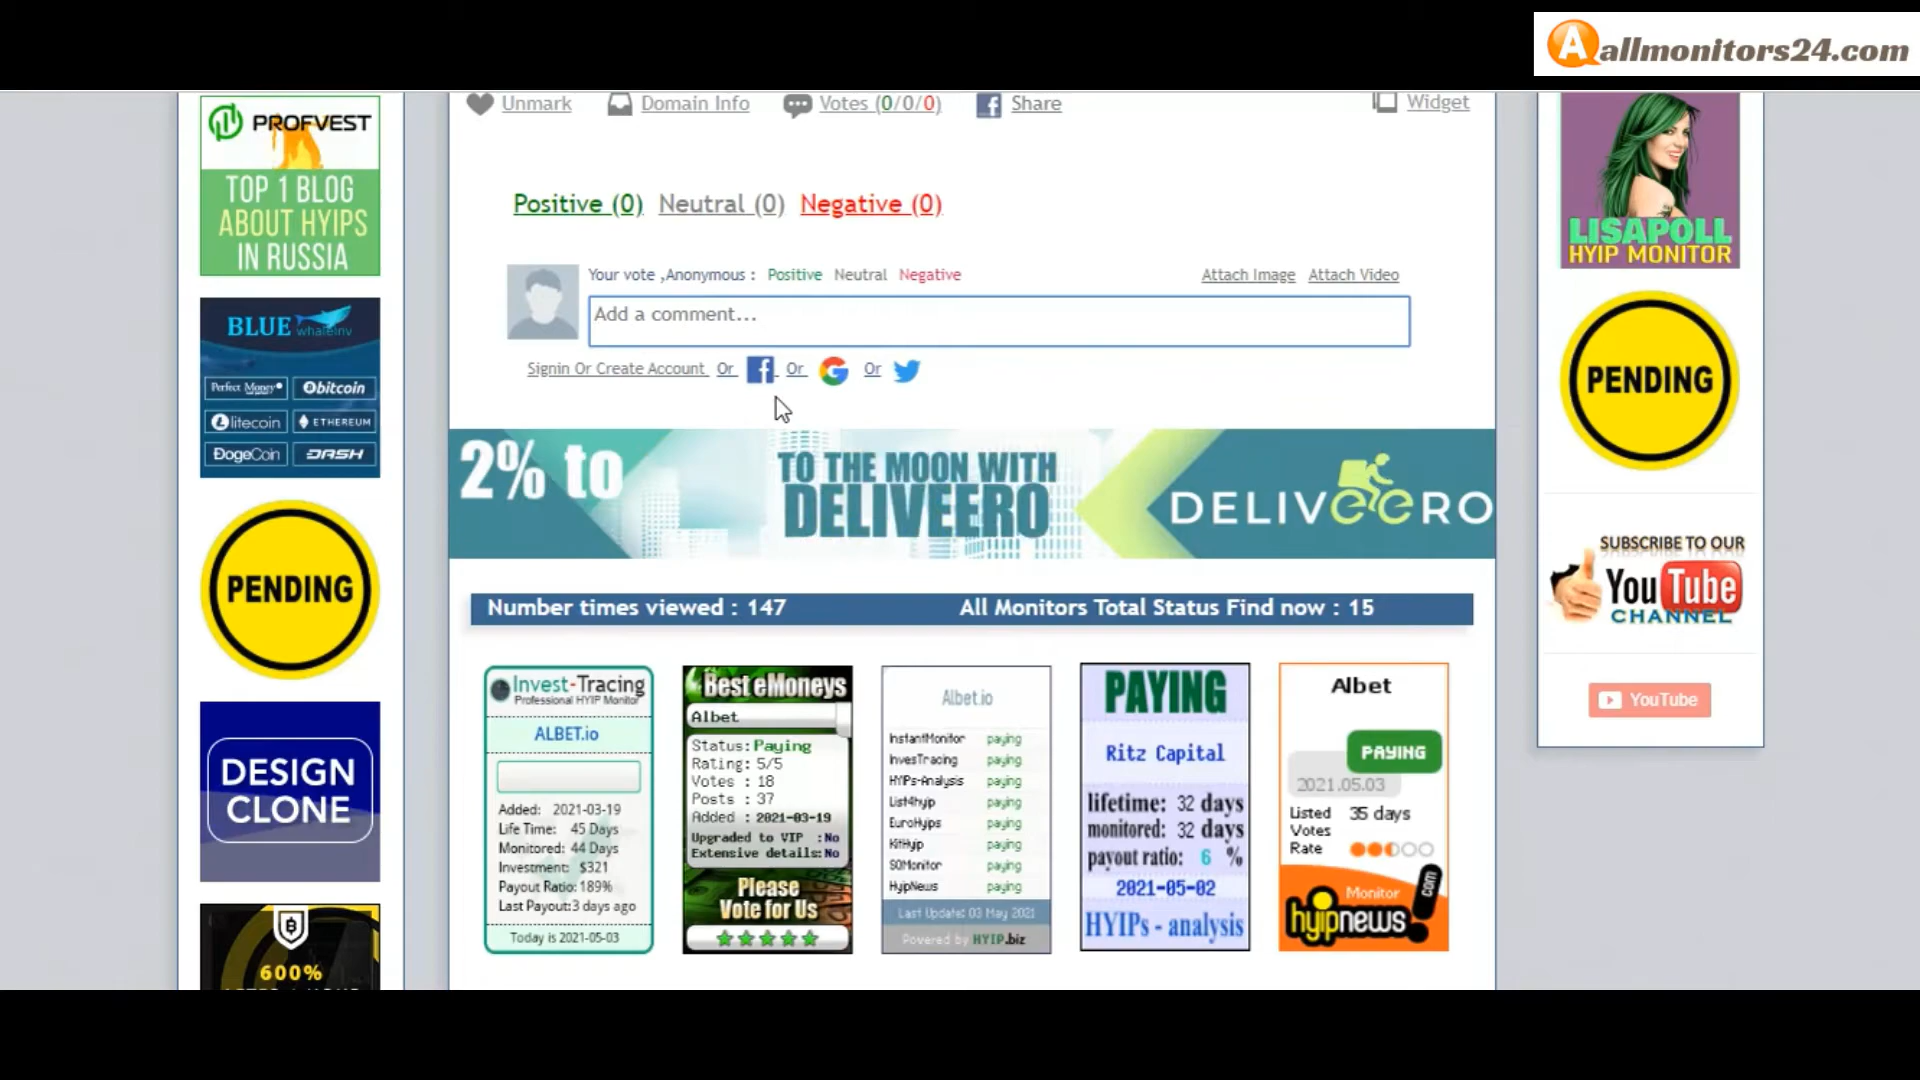 allmonitors24.com
Unmark
Domain Info
Votes (0/0/0)
Share
Widget
PROFVEST
TOP 1 BLOG
ABOUT HYIPS
IN RUSSIA
BLUE whaleinv
Perfect Money bitcoin
litecoin ETHEREUM
DogeCoin DASH
PENDING
DESIGN
CLONE
600%
Positive (0) Neutral (0) Negative (0)
Your vote ,Anonymous : Positive Neutral Negative
Attach Image Attach Video
Add a comment...
Signin Or Create Account Or Or Or
2% to
TO THE MOON WITH
DELIVEERO
DELIVEERO
Number times viewed : 147
All Monitors Total Status Find now : 15
Invest-Tracing
Professional HYIP Monitor
ALBET.io
Added: 2021-03-19
Life Time: 45 Days
Monitored: 44 Days
Investment: $321
Payout Ratio: 189%
Last Payout:3 days ago
Today is 2021-05-03
Best eMoneys
Albet
Status:Paying
Rating: 5/5
Votes : 18
Posts : 37
Added : 2021-03-19
Upgraded to VIP :No
Extensive details:No
Please
Vote for Us
Albet.io
InstantMonitor paying
InvesTracing paying
HYIPs-Analysis paying
List4hyip paying
EuroHyips paying
KitHyip paying
SQMonitor paying
HyipNews paying
Last Update: 03 May 2021
Powered by HYIP.biz
PAYING
Ritz Capital
lifetime: 32 days
monitored: 32 days
payout ratio: 6 %
2021-05-02
HYIPs - analysis
Albet
PAYING
2021.05.03
Listed 35 days
Votes
Rate
Monitor
hyipnews.com
LISAPOLL
HYIP MONITOR
PENDING
SUBSCRIBE TO OUR
YouTube
CHANNEL
YouTube